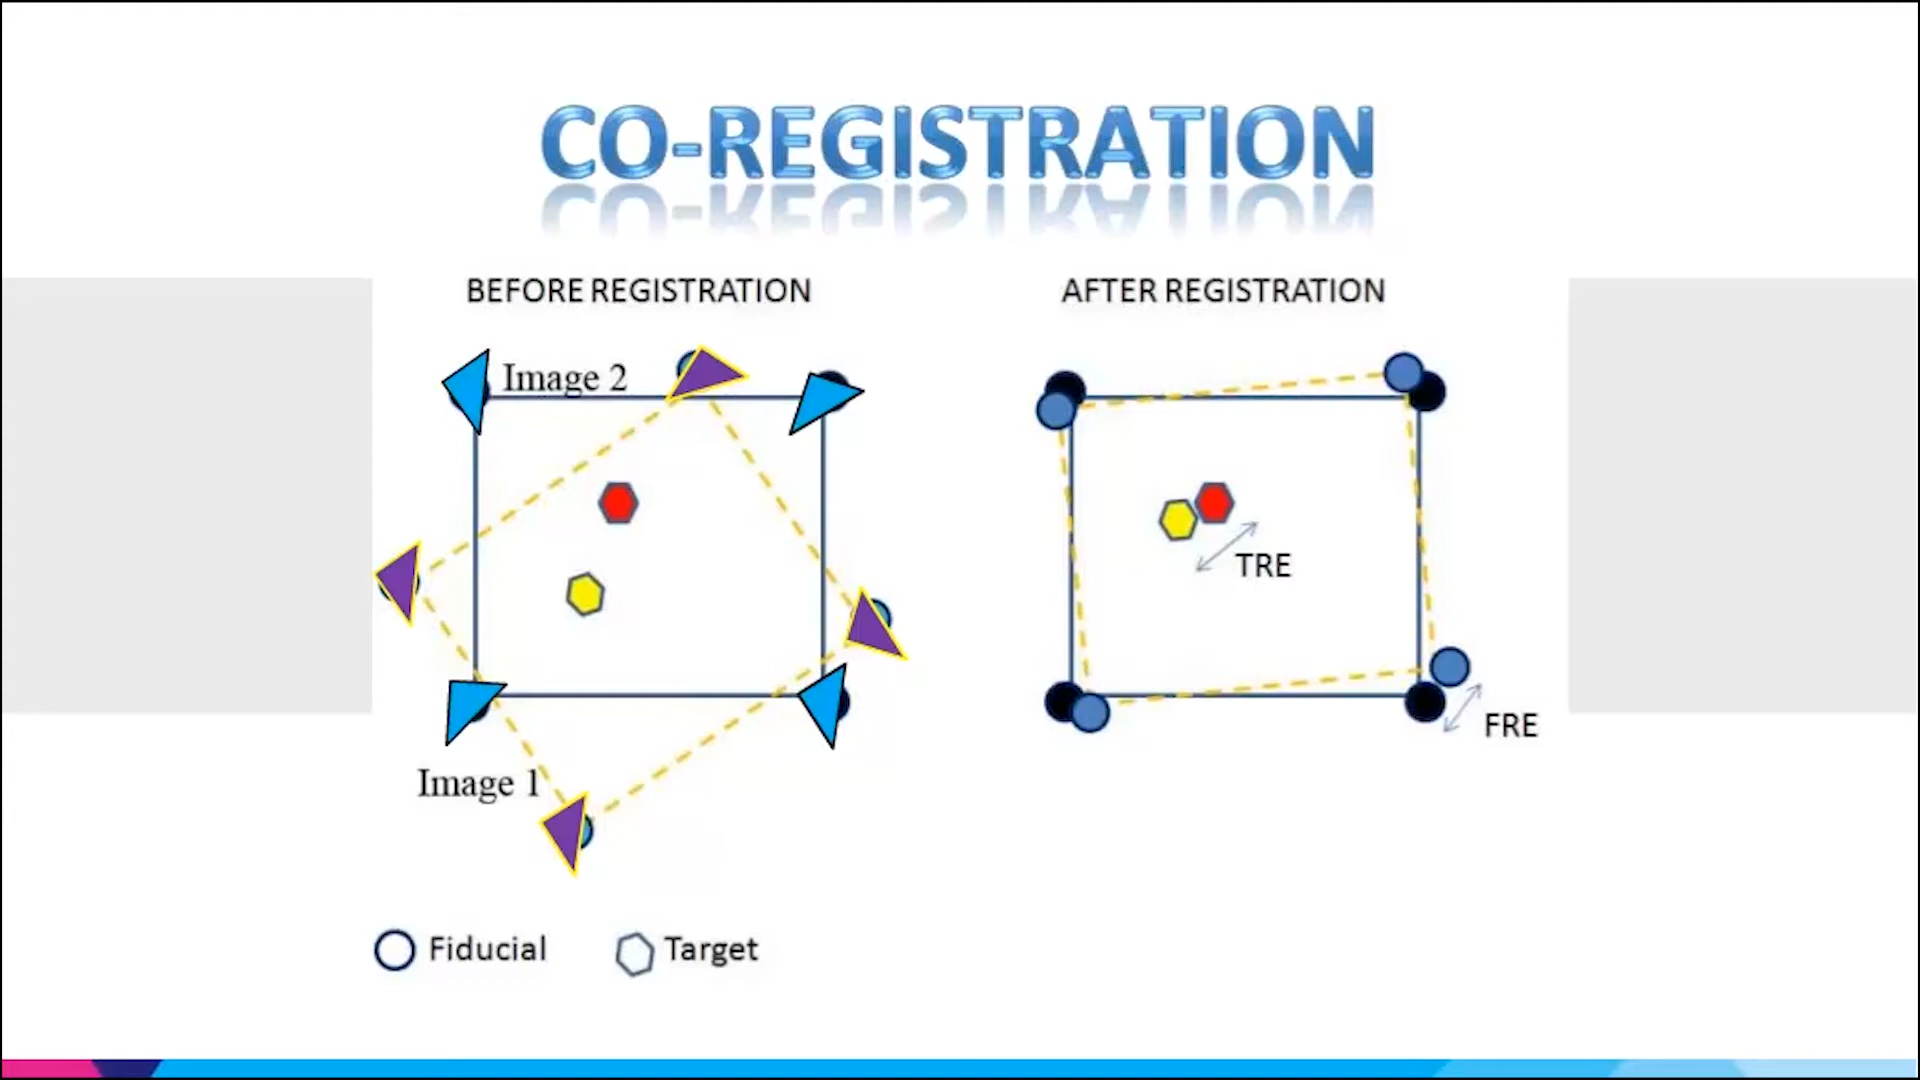 CO-REGISTRATION
BEFORE REGISTRATION
AFTER REGISTRATION
Image 2
TRE
FRE
Image 1
Fiducial
Target